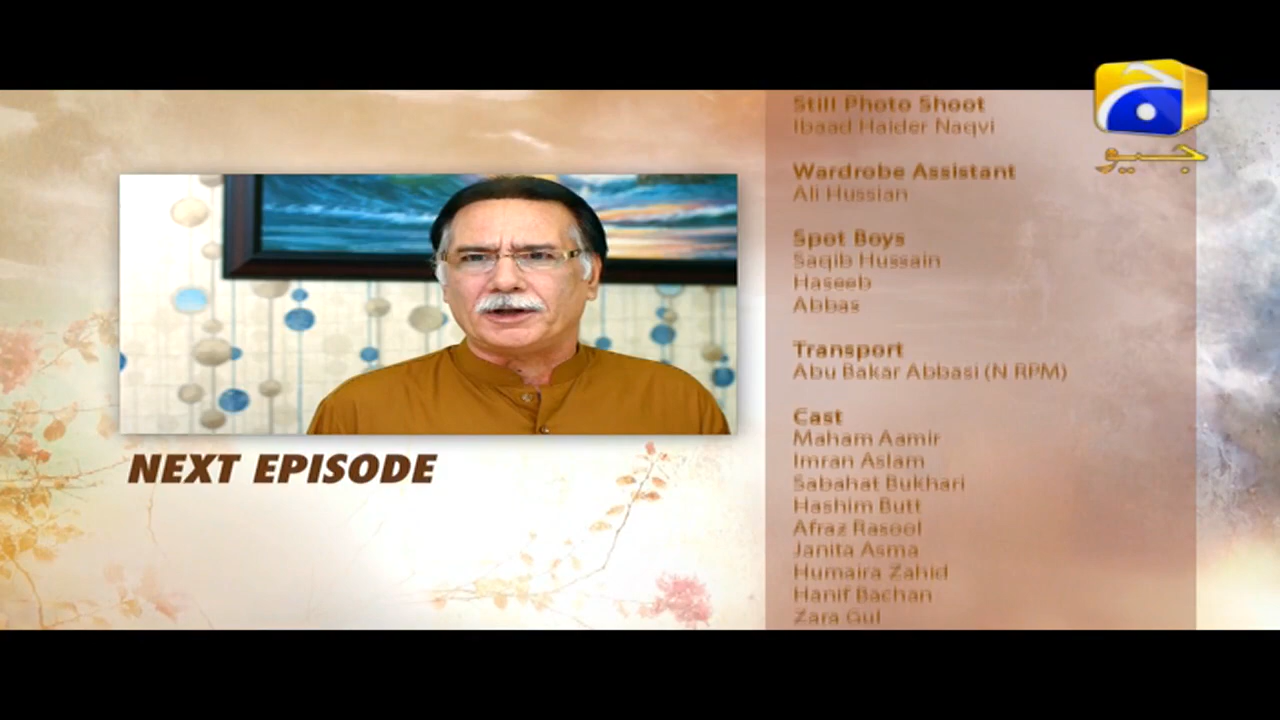 Still Photo Shoot
Ibaad Haider Naqvi
Wardrobe Assistant
Ali Hussian
Spot Boys
Saqib Hussain
Haseeb
Abbas
Transport
Abu Bakar Abbasi (N RPM)
Cast
Maham Aamir
Imran Aslam
Sabahat Bukhari
Hashim Butt
Afraz Rasool
Janita Asma
Humaira Zahid
Hanif Bachan
Zara Gul
NEXT EPISODE
جیو